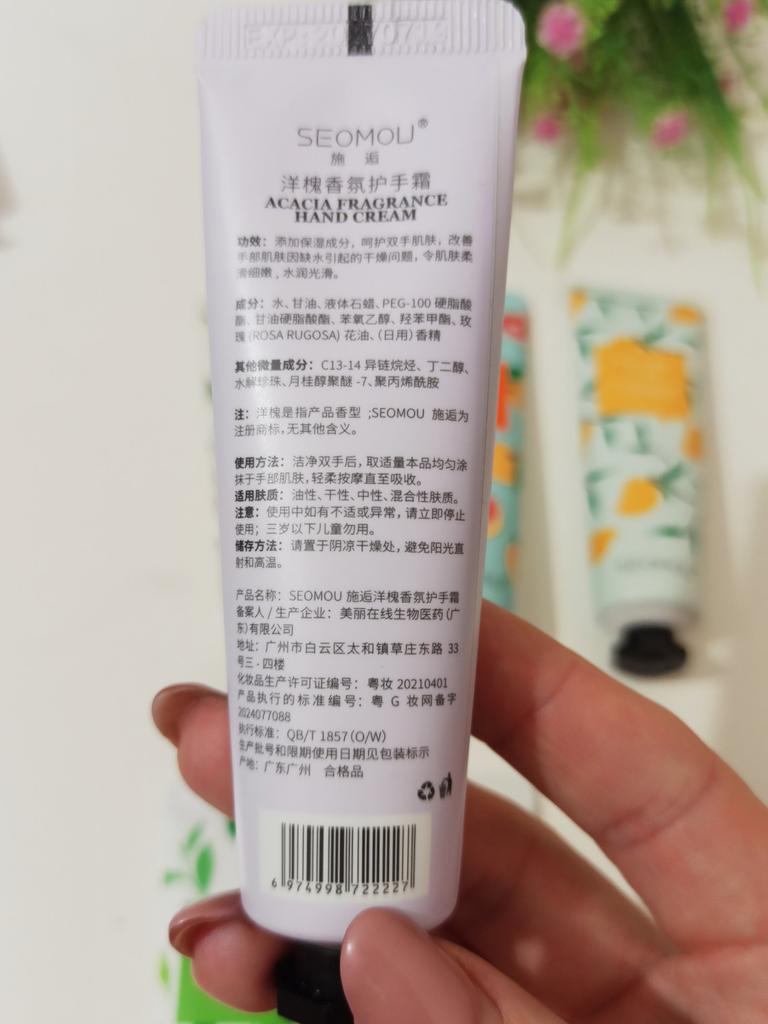 SEOMOU®
施 逅
洋槐香氛护手霜
ACACIA FRAGRANCE
HAND CREAM
功效：添加保湿成分，呵护双手肌肤，改善
手部肌肤因缺水引起的干燥问题，令肌肤柔
滑细嫩，水润光滑。
成分：水、甘油、液体石蜡、PEG-100 硬脂酸
酯、甘油硬脂酸酯、苯氧乙醇、羟苯甲酯、玫
瑰 (ROSA RUGOSA) 花油、（日用）香精
其他微量成分：C13-14 异链烷烃、丁二醇、
水解珍珠、月桂醇聚醚 -7、聚丙烯酰胺
注：洋槐是指产品香型 ;SEOMOU 施逅为
注册商标，无其他含义。
使用方法：洁净双手后，取适量本品均匀涂
抹于手部肌肤，轻柔按摩直至吸收。
适用肤质：油性、干性、中性、混合性肤质。
注意：使用中如有不适或异常，请立即停止
使用；三岁以下儿童勿用。
储存方法：请置于阴凉干燥处，避免阳光直
射和高温。
产品名称：SEOMOU 施逅洋槐香氛护手霜
备案人 / 生产企业：美丽在线生物医药（广
东）有限公司
地址：广州市白云区太和镇草庄东路 33
号三 - 四楼
化妆品生产许可证编号：粤妆 20210401
产品执行的标准编号：粤 G 妆网备字
2024077088
执行标准：QB/T 1857（O/W）
生产批号和限期使用日期见包装标示
产地：广东广州 合格品
6 974998 722227